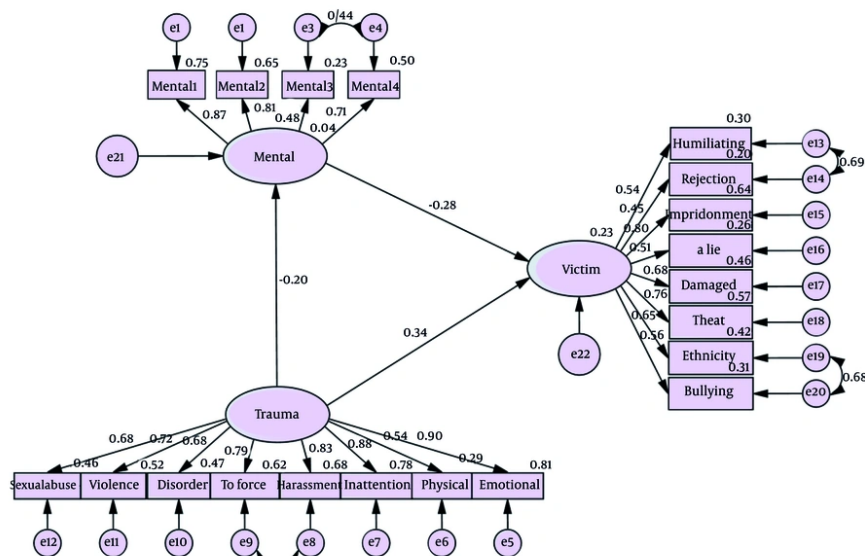 e1 e1 e3 0/44 e4
0.75 0.65 0.23 0.50
Mental1 Mental2 Mental3 Mental4
0.87 0.81 0.48 0.04 0.71
e21 Mental
-0.28
-0.20
0.34
0.23
Victim
e22
0.30
Humiliating e13
0.20
0.69
Rejection e14
0.64
Impridonment e15
0.26
a lie e16
0.46
Damaged e17
0.57
Theat e18
0.42
Ethnicity e19
0.31
0.68
Bullying e20
0.54
0.45
0.80
0.51
0.68
0.76
0.65
0.56
Trauma
0.68 0.72 0.68 0.79 0.83 0.88 0.54 0.90
0.46 0.52 0.47 0.62 0.68 0.78 0.29 0.81
Sexualabuse Violence Disorder To force Harassment Inattention Physical Emotional
e12 e11 e10 e9 e8 e7 e6 e5